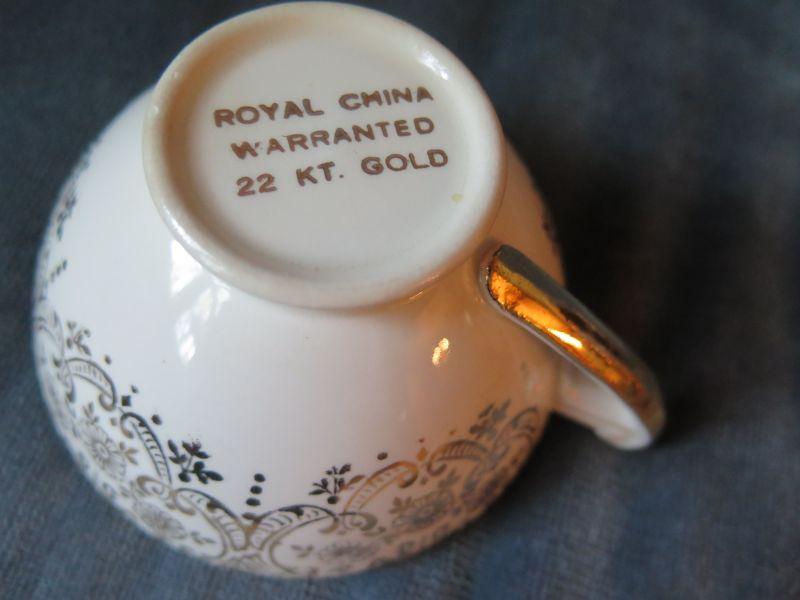 ROYAL CHINA
WARRANTED
22 KT. GOLD